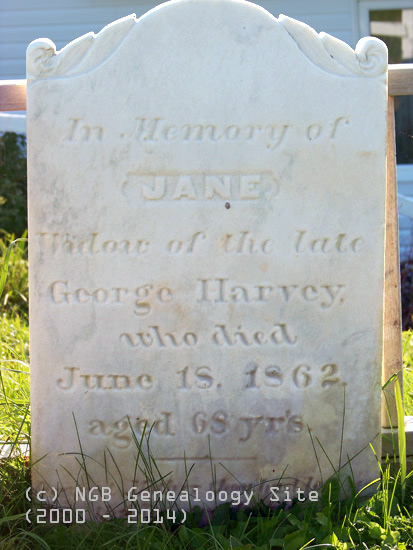 In Memory of
JANE
Widow of the late
George Harvey,
who died
June 18, 1862.
aged 68 yr's.
(c) NGB Genealoogy Site
(2000 - 2014)